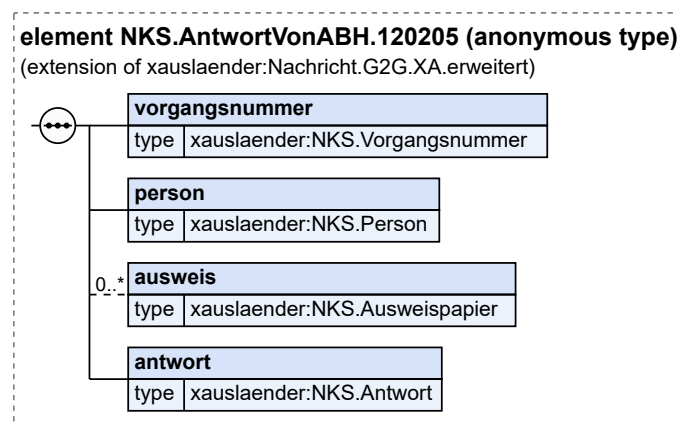 element NKS.AntwortVonABH.120205 (anonymous type)
(extension of xauslaender:Nachricht.G2G.XA.erweitert)
vorgangsnummer
type xauslaender:NKS.Vorgangsnummer
person
type xauslaender:NKS.Person
0..* ausweis
type xauslaender:NKS.Ausweispapier
antwort
type xauslaender:NKS.Antwort